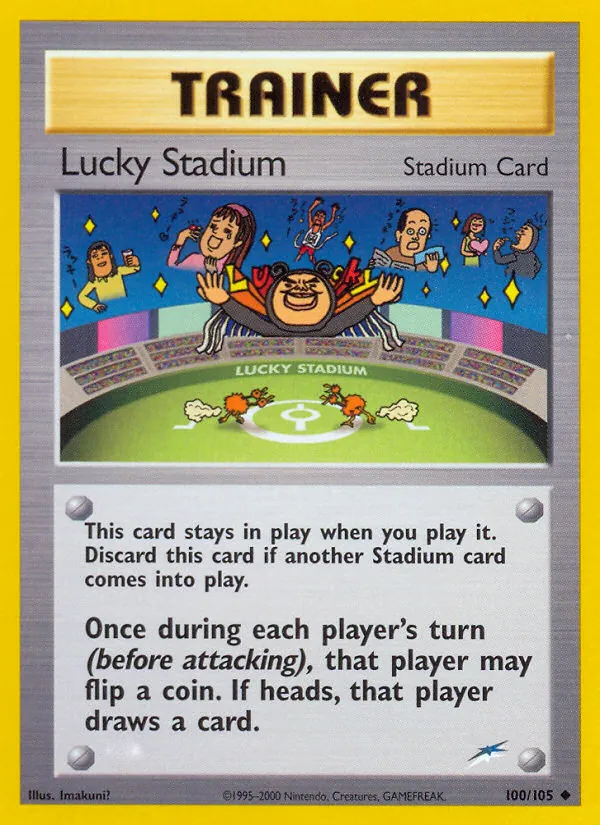 TRAINER
Lucky Stadium
Stadium Card
LUCKY
LUCKY STADIUM
This card stays in play when you play it.
Discard this card if another Stadium card
comes into play.
Once during each player's turn
(before attacking), that player may
flip a coin. If heads, that player
draws a card.
Illus. Imakuni?
©1995–2000 Nintendo, Creatures, GAMEFREAK.
100/105 ◆